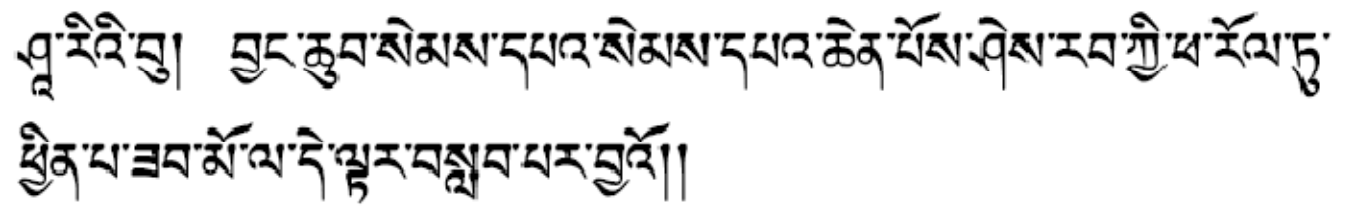 ཤཱ་རིའི་བུ། བྱང་ཆུབ་སེམས་དཔའ་སེམས་དཔའ་ཆེན་པོས་ཤེས་རབ་ཀྱི་ཕ་རོལ་ཏུ་
ཕྱིན་པ་ཟབ་མོ་ལ་དེ་ལྟར་བསླབ་པར་བྱའོ།།